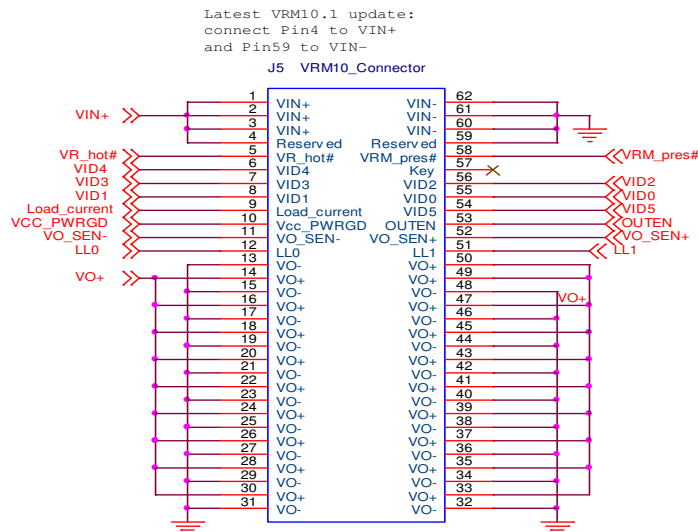 Latest VRM10.1 update:
connect Pin4 to VIN+
and Pin59 to VIN-
J5 VRM10_Connector
1 VIN+ VIN- 62
VIN+ 2 VIN+ VIN- 61
3 VIN+ VIN- 60
4 Reserved Reserved 59
VR_hot# 5 VR_hot# VRM_pres# 58 VRM_pres#
VID4 6 VID4 Key 57
VID3 7 VID3 VID2 56 VID2
VID1 8 VID1 VID0 55 VID0
Load_current 9 Load_current VID5 54 VID5
VCC_PWRGD 10 Vcc_PWRGD OUTEN 53 OUTEN
VO_SEN- 11 VO_SEN- VO_SEN+ 52 VO_SEN+
LL0 12 LL0 LL1 51 LL1
13 VO- VO+ 50
VO+ 14 VO+ VO+ 49
15 VO- VO- 48
16 VO+ VO+ 47 VO+
17 VO- VO- 46
18 VO+ VO+ 45
19 VO- VO- 44
20 VO+ VO+ 43
21 VO- VO- 42
22 VO+ VO+ 41
23 VO- VO- 40
24 VO+ VO+ 39
25 VO- VO- 38
26 VO+ VO+ 37
27 VO- VO- 36
28 VO+ VO+ 35
29 VO- VO- 34
30 VO+ VO+ 33
31 VO- VO- 32